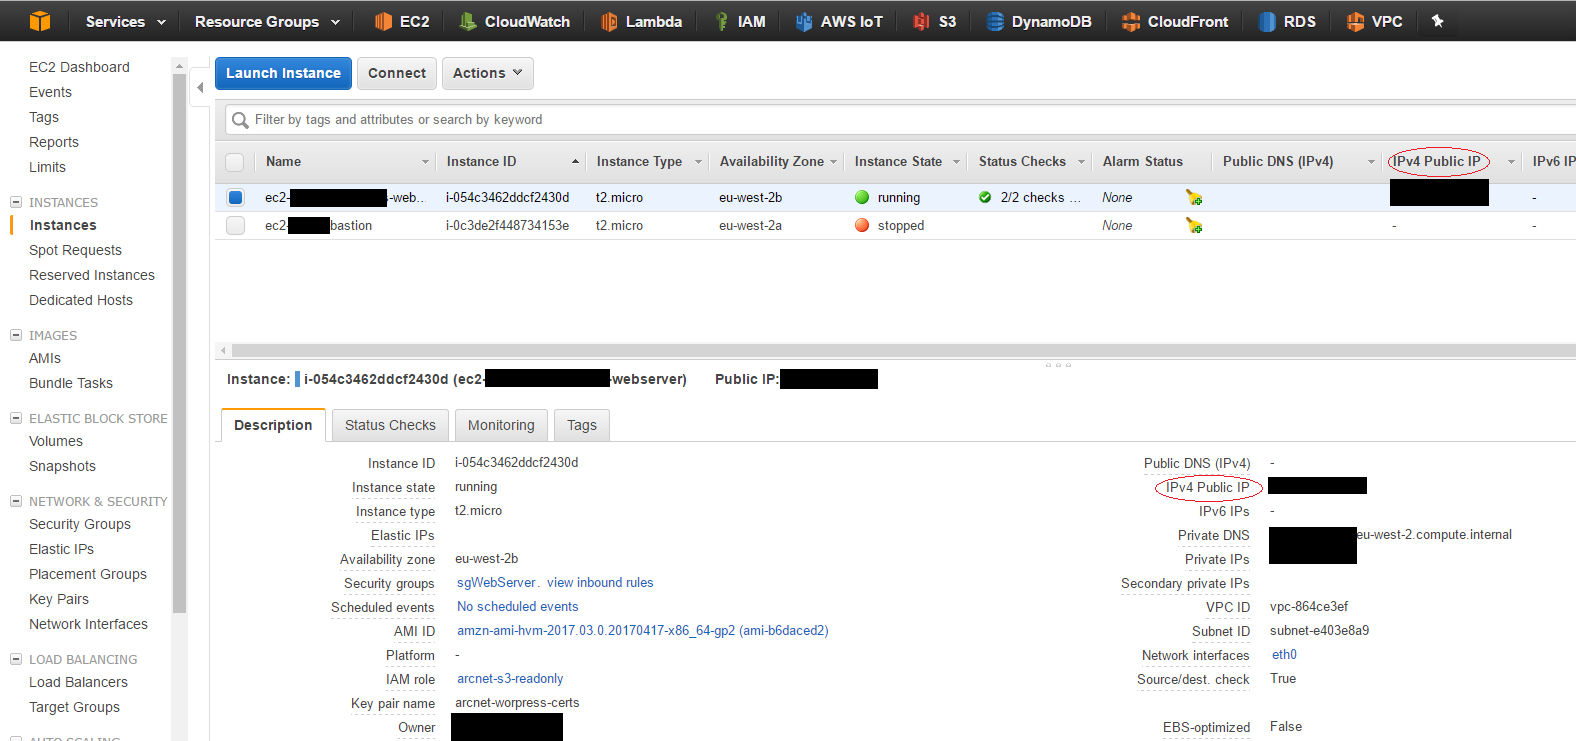 Services Resource Groups EC2 CloudWatch Lambda IAM AWS IoT S3 DynamoDB CloudFront RDS VPC
EC2 Dashboard
Events
Tags
Reports
Limits
INSTANCES
Instances
Spot Requests
Reserved Instances
Dedicated Hosts
IMAGES
AMIs
Bundle Tasks
ELASTIC BLOCK STORE
Volumes
Snapshots
NETWORK & SECURITY
Security Groups
Elastic IPs
Placement Groups
Key Pairs
Network Interfaces
LOAD BALANCING
Load Balancers
Target Groups
AUTO SCALING
Launch Instance Connect Actions
Filter by tags and attributes or search by keyword
Name Instance ID Instance Type Availability Zone Instance State Status Checks Alarm Status Public DNS (IPv4) IPv4 Public IP IPv6 IP
ec2- -web... i-054c3462ddcf2430d t2.micro eu-west-2b running 2/2 checks ... None -
ec2- bastion i-0c3de2f448734153e t2.micro eu-west-2a stopped None - -
Instance: i-054c3462ddcf2430d (ec2- -webserver) Public IP:
Description Status Checks Monitoring Tags
Instance ID i-054c3462ddcf2430d
Instance state running
Instance type t2.micro
Elastic IPs
Availability zone eu-west-2b
Security groups sgWebServer. view inbound rules
Scheduled events No scheduled events
AMI ID amzn-ami-hvm-2017.03.0.20170417-x86_64-gp2 (ami-b6daced2)
Platform -
IAM role arcnet-s3-readonly
Key pair name arcnet-worpress-certs
Owner
Public DNS (IPv4) -
IPv4 Public IP
IPv6 IPs -
Private DNS eu-west-2.compute.internal
Private IPs
Secondary private IPs
VPC ID vpc-864ce3ef
Subnet ID subnet-e403e8a9
Network interfaces eth0
Source/dest. check True
EBS-optimized False